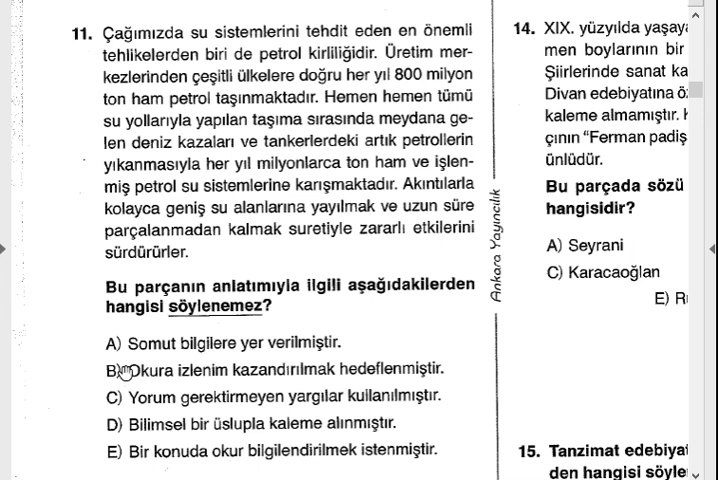 11. Çağımızda su sistemlerini tehdit eden en önemli
tehlikelerden biri de petrol kirliliğidir. Üretim mer-
kezlerinden çeşitli ülkelere doğru her yıl 800 milyon
ton ham petrol taşınmaktadır. Hemen hemen tümü
su yollarıyla yapılan taşıma sırasında meydana ge-
len deniz kazaları ve tankerlerdeki artık petrollerin
yıkanmasıyla her yıl milyonlarca ton ham ve işlen-
miş petrol su sistemlerine karışmaktadır. Akıntılarla
kolayca geniş su alanlarına yayılmak ve uzun süre
parçalanmadan kalmak suretiyle zararlı etkilerini
sürdürürler.
Bu parçanın anlatımıyla ilgili aşağıdakilerden
hangisi söylenemez?
A) Somut bilgilere yer verilmiştir.
B) Okura izlenim kazandırılmak hedeflenmiştir.
C) Yorum gerektirmeyen yargılar kullanılmıştır.
D) Bilimsel bir üslupla kaleme alınmıştır.
E) Bir konuda okur bilgilendirilmek istenmiştir.
Ankara Yayıncılık
14. XIX. yüzyılda yaşay
men boylarının bir
Şiirlerinde sanat ka
Divan edebiyatına ö
kaleme almamıştır.
çının “Ferman padiş
ünlüdür.
Bu parçada sözü
hangisidir?
A) Seyrani
C) Karacaoğlan
E) R
15. Tanzimat edebiyat
den hangisi söyle